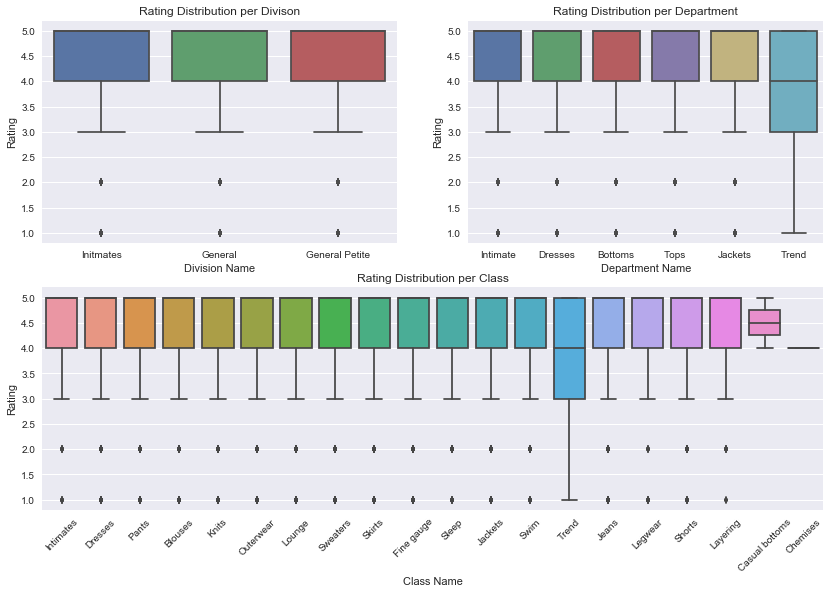 Rating Distribution per Divison
Rating
5.0
4.5
4.0
3.5
3.0
2.5
2.0
1.5
1.0
Initmates General General Petite
Division Name
Rating Distribution per Department
Rating
5.0
4.5
4.0
3.5
3.0
2.5
2.0
1.5
1.0
Intimate Dresses Bottoms Tops Jackets Trend
Department Name
Rating Distribution per Class
Rating
5.0
4.5
4.0
3.5
3.0
2.5
2.0
1.5
1.0
Intimates Dresses Pants Blouses Knits Outerwear Lounge Sweaters Skirts Fine gauge Sleep Jackets Swim Trend Jeans Legwear Shorts Layering Casual bottoms Chemises
Class Name